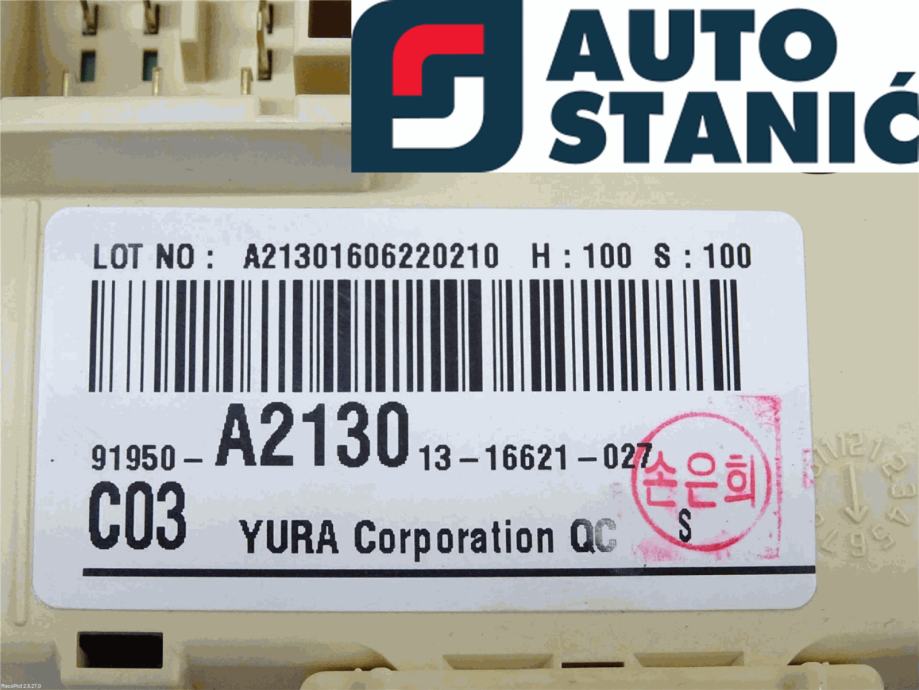 AUTO
STANIĆ
LOT NO : A21301606220210 H : 100 S : 100
91950 - A2130 13 - 16621 - 027
C03 YURA Corporation QC S
손은희